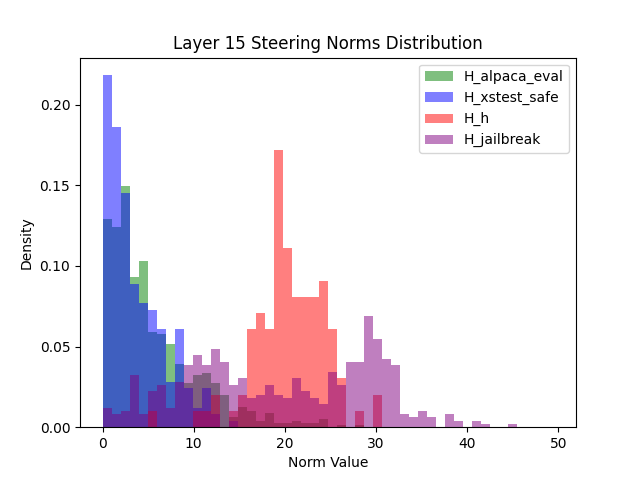 Layer 15 Steering Norms Distribution
H_alpaca_eval
H_xstest_safe
H_h
H_jailbreak
Density
0.20
0.15
0.10
0.05
0.00
0 10 20 30 40 50
Norm Value